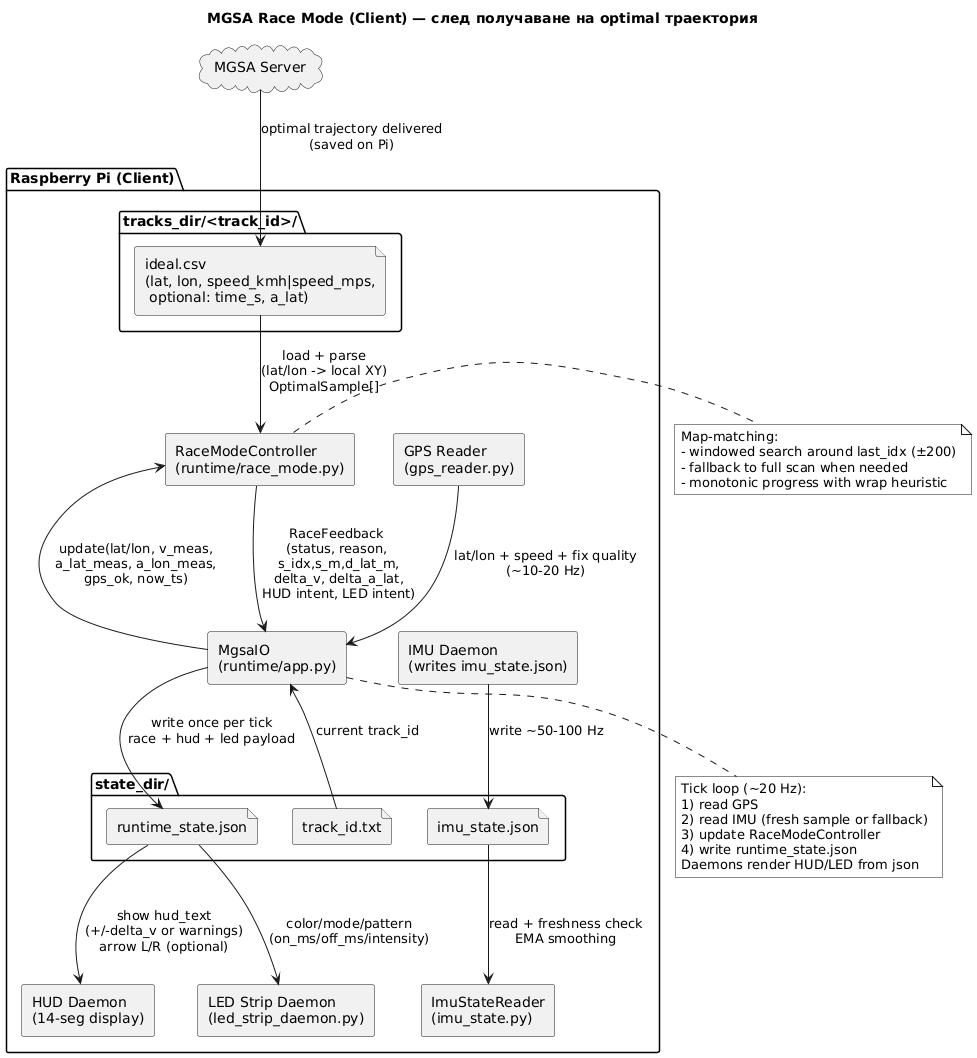 MGSA Race Mode (Client) — след получаване на optimal траектория
MGSA Server
optimal trajectory delivered
(saved on Pi)
Raspberry Pi (Client)
tracks_dir/<track_id>/
ideal.csv
(lat, lon, speed_kmh|speed_mps,
optional: time_s, a_lat)
load + parse
(lat/lon -> local XY)
OptimalSample[]
RaceModeController
(runtime/race_mode.py)
GPS Reader
(gps_reader.py)
Map-matching:
- windowed search around last_idx (±200)
- fallback to full scan when needed
- monotonic progress with wrap heuristic
update(lat/lon, v_meas,
a_lat_meas, a_lon_meas,
gps_ok, now_ts)
RaceFeedback
(status, reason,
s_idx,s_m,d_lat_m,
delta_v, delta_a_lat,
HUD intent, LED intent)
lat/lon + speed + fix quality
(~10-20 Hz)
MgsaIO
(runtime/app.py)
IMU Daemon
(writes imu_state.json)
write once per tick
race + hud + led payload
current track_id
write ~50-100 Hz
Tick loop (~20 Hz):
1) read GPS
2) read IMU (fresh sample or fallback)
3) update RaceModeController
4) write runtime_state.json
Daemons render HUD/LED from json
state_dir/
runtime_state.json
track_id.txt
imu_state.json
show hud_text
(+/-delta_v or warnings)
arrow L/R (optional)
color/mode/pattern
(on_ms/off_ms/intensity)
read + freshness check
EMA smoothing
HUD Daemon
(14-seg display)
LED Strip Daemon
(led_strip_daemon.py)
ImuStateReader
(imu_state.py)